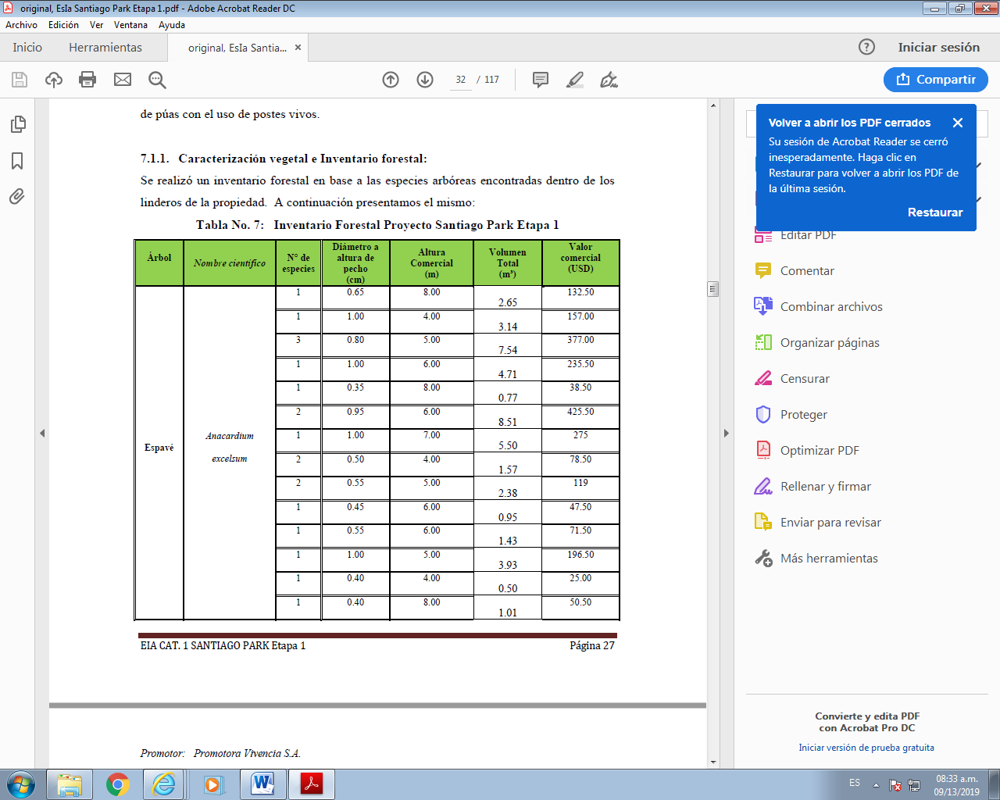 original, EsIa Santiago Park Etapa 1.pdf - Adobe Acrobat Reader DC
Archivo Edición Ver Ventana Ayuda
Inicio Herramientas original, EsIa Santia... × Iniciar sesión
32 / 117 Compartir
de púas con el uso de postes vivos.
7.1.1. Caracterización vegetal e Inventario forestal:
Se realizó un inventario forestal en base a las especies arbóreas encontradas dentro de los
linderos de la propiedad. A continuación presentamos el mismo:
Tabla No. 7: Inventario Forestal Proyecto Santiago Park Etapa 1
Árbol Nombre científico N° de especies Diámetro a altura de pecho (cm) Altura Comercial (m) Volumen Total (m³) Valor comercial (USD)
Espavé Anacardium excelsum
1 0.65 8.00 2.65 132.50
1 1.00 4.00 3.14 157.00
3 0.80 5.00 7.54 377.00
1 1.00 6.00 4.71 235.50
1 0.35 8.00 0.77 38.50
2 0.95 6.00 8.51 425.50
1 1.00 7.00 5.50 275
2 0.50 4.00 1.57 78.50
2 0.55 5.00 2.38 119
1 0.45 6.00 0.95 47.50
1 0.55 6.00 1.43 71.50
1 1.00 5.00 3.93 196.50
1 0.40 4.00 0.50 25.00
1 0.40 8.00 1.01 50.50
EIA CAT. 1 SANTIAGO PARK Etapa 1 Página 27
Promotor: Promotora Vivencia S.A.
Volver a abrir los PDF cerrados
Su sesión de Acrobat Reader se cerró
inesperadamente. Haga clic en
Restaurar para volver a abrir los PDF de
la última sesión.
Restaurar
Editar PDF
Comentar
Combinar archivos
Organizar páginas
Censurar
Proteger
Optimizar PDF
Rellenar y firmar
Enviar para revisar
Más herramientas
Convierte y edita PDF
con Acrobat Pro DC
Iniciar versión de prueba gratuita
ES
08:33 a.m.
09/13/2019